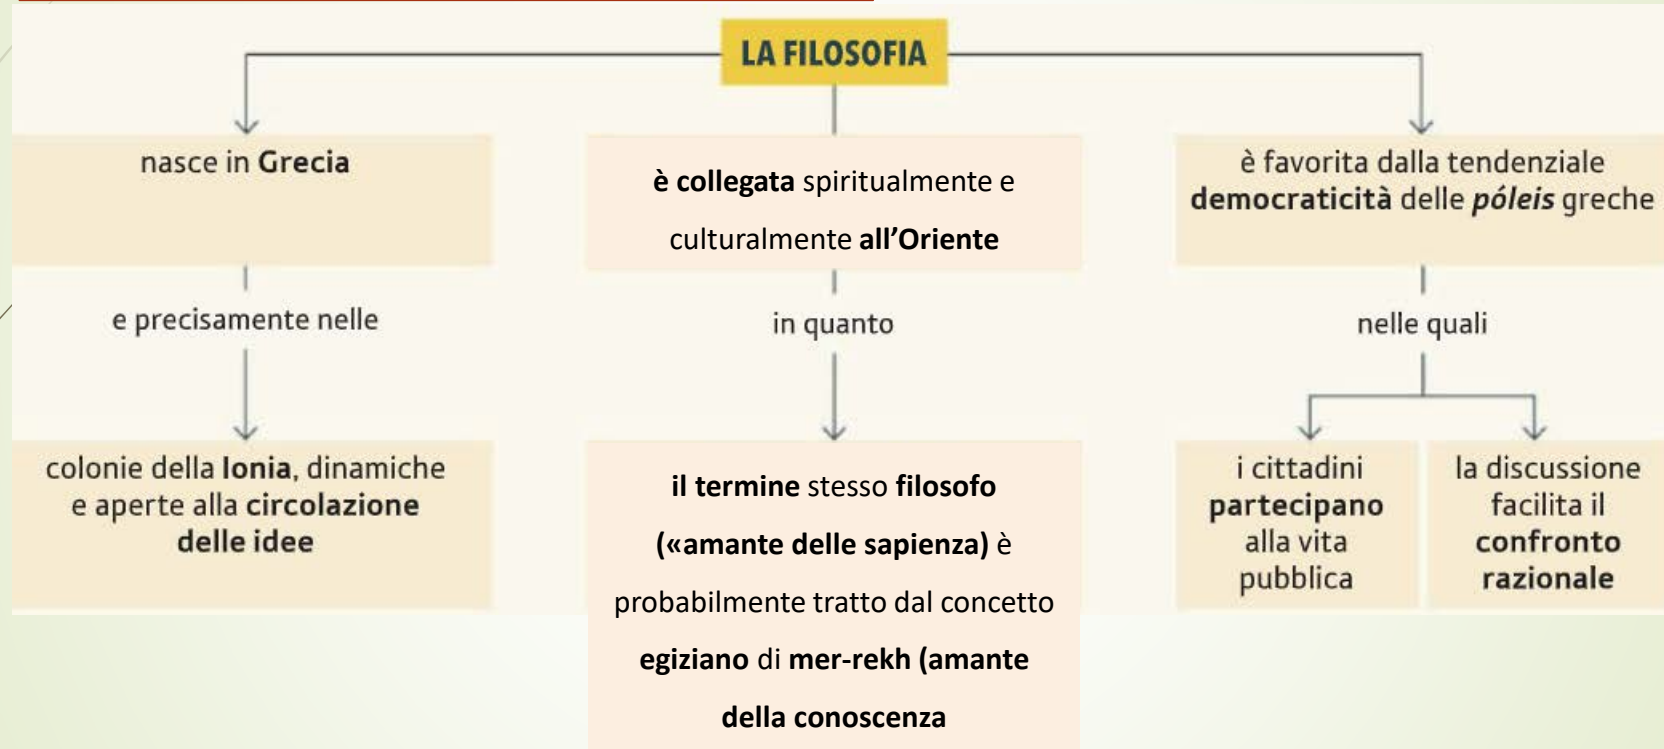 LA FILOSOFIA
nasce in Grecia
e precisamente nelle
colonie della Ionia, dinamiche
e aperte alla circolazione
delle idee
è collegata spiritualmente e
culturalmente all’Oriente
in quanto
il termine stesso filosofo
(«amante delle sapienza) è
probabilmente tratto dal concetto
egiziano di mer-rekh (amante
della conoscenza
è favorita dalla tendenziale
democraticità delle póleis greche
nelle quali
i cittadini
partecipano
alla vita
pubblica
la discussione
facilita il
confronto
razionale